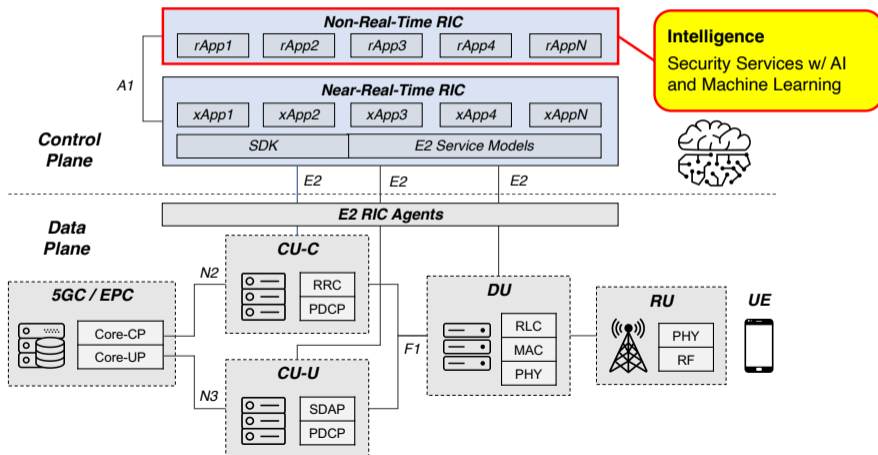 Non-Real-Time RIC
rApp1
rApp2
rApp3
rApp4
rAppN
Intelligence
Security Services w/ AI
and Machine Learning
A1
Near-Real-Time RIC
xApp1
xApp2
xApp3
xApp4
xAppN
SDK
E2 Service Models
Control
Plane
E2
E2
E2
E2 RIC Agents
Data
Plane
CU-C
RRC
PDCP
N2
5GC / EPC
Core-CP
Core-UP
N3
CU-U
SDAP
PDCP
F1
DU
RLC
MAC
PHY
RU
PHY
RF
UE